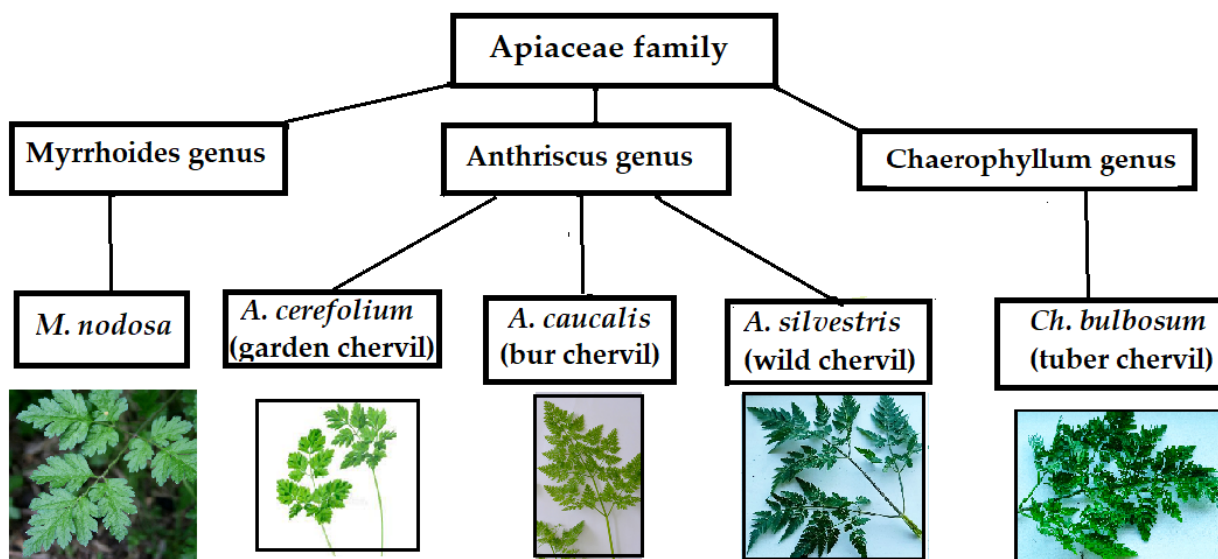 Apiaceae family
Myrrhoides genus
Anthriscus genus
Chaerophyllum genus
M. nodosa
A. cerefolium
(garden chervil)
A. caucalis
(bur chervil)
A. silvestris
(wild chervil)
Ch. bulbosum
(tuber chervil)